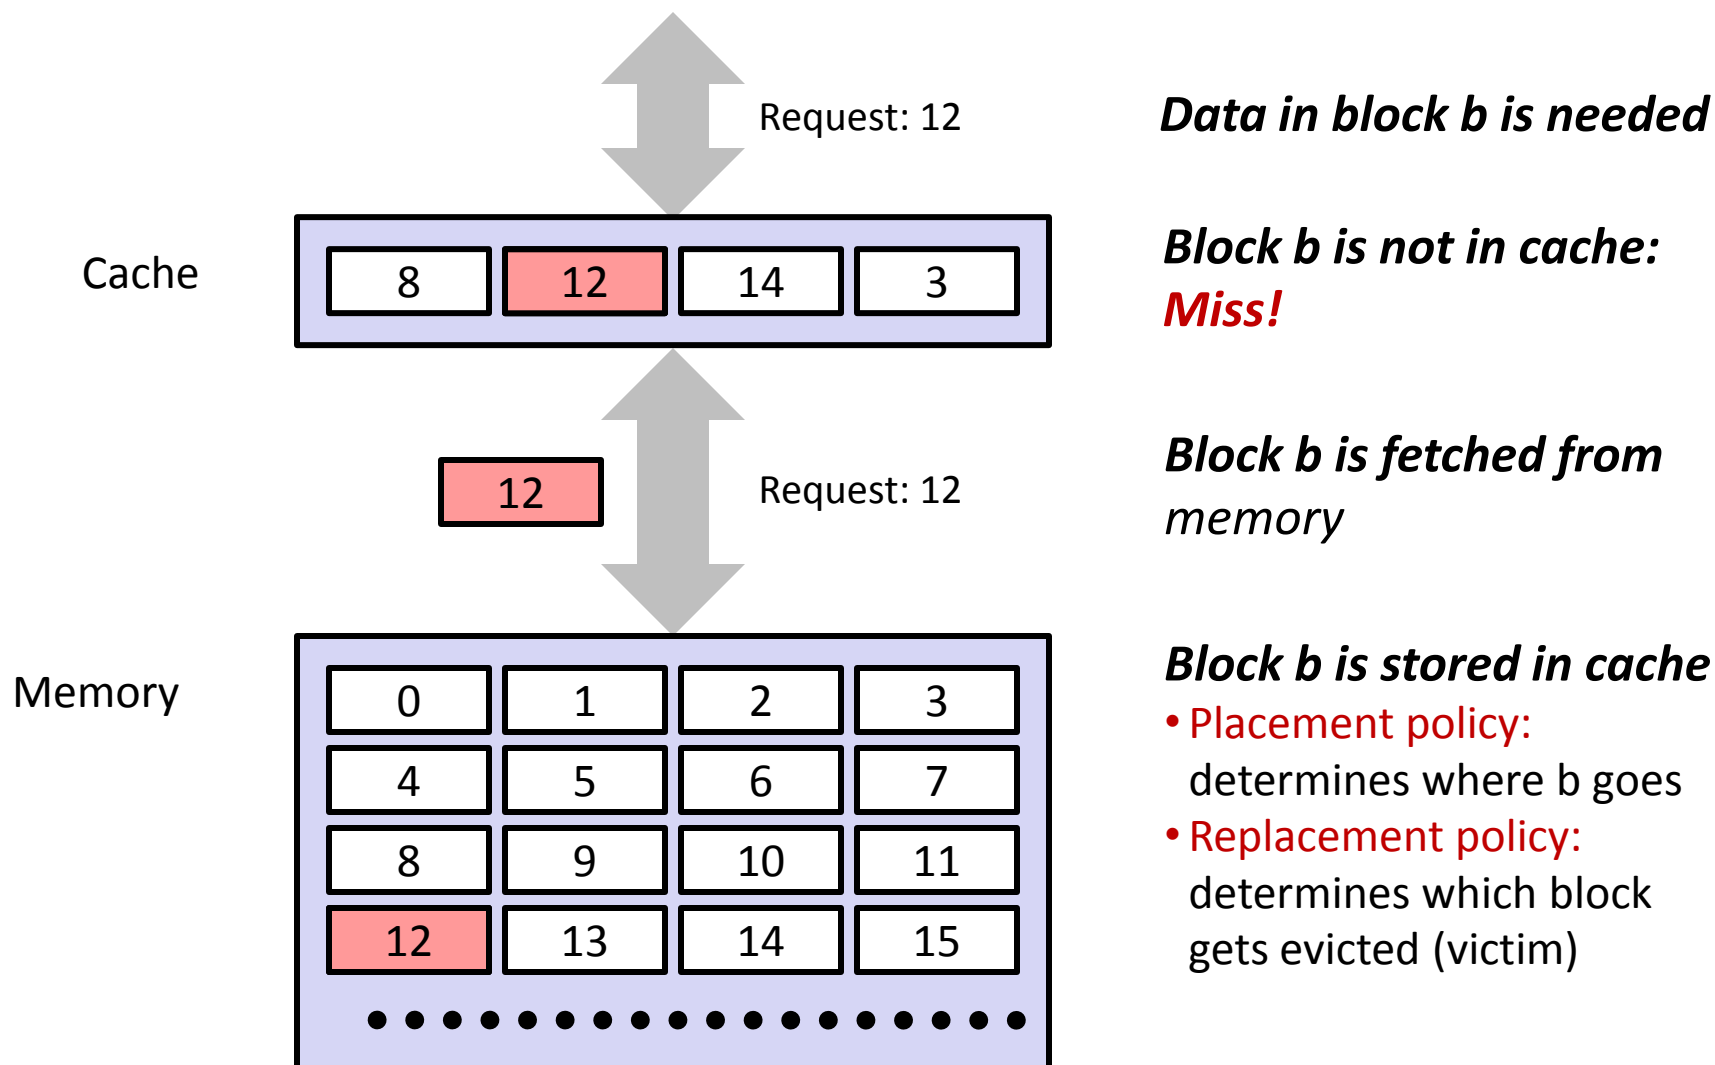 Request: 12
Data in block b is needed
Cache
8 12 14 3
Block b is not in cache:
Miss!
12
Request: 12
Block b is fetched from
memory
Memory
0 1 2 3
4 5 6 7
8 9 10 11
12 13 14 15
Block b is stored in cache
• Placement policy:
determines where b goes
• Replacement policy:
determines which block
gets evicted (victim)